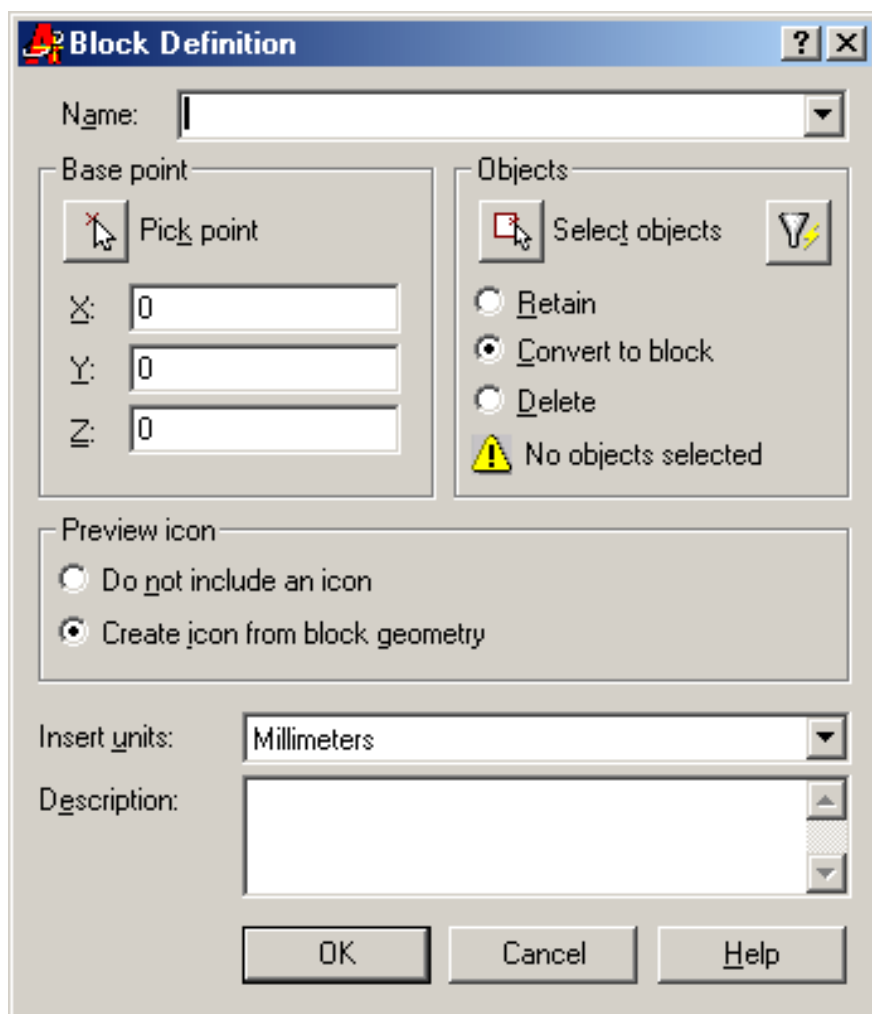 Block Definition
Name:
Base point
Pick point
X: 0
Y: 0
Z: 0
Objects
Select objects
Retain
Convert to block
Delete
No objects selected
Preview icon
Do not include an icon
Create icon from block geometry
Insert units: Millimeters
Description:
OK Cancel Help